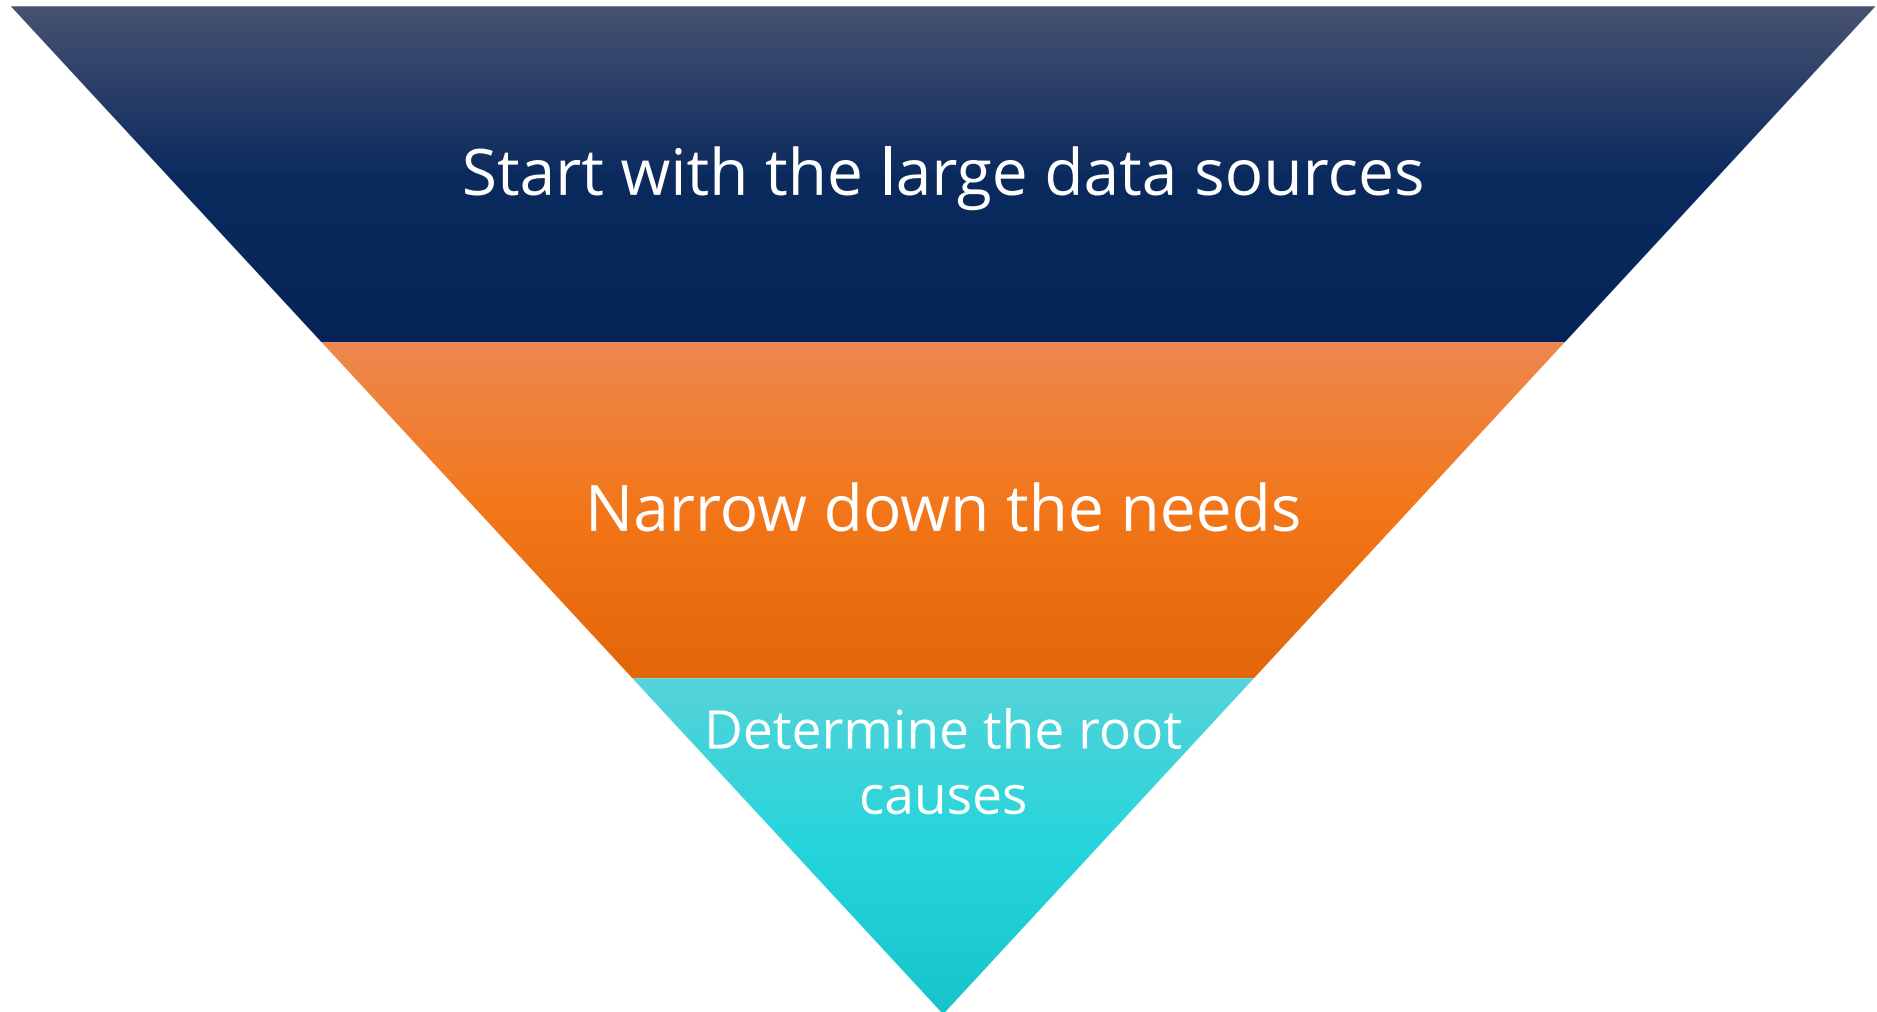 Start with the large data sources
Narrow down the needs
Determine the root
causes